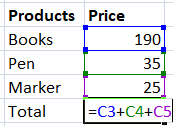 Products Price
Books 190
Pen 35
Marker 25
Total =C3+C4+C5